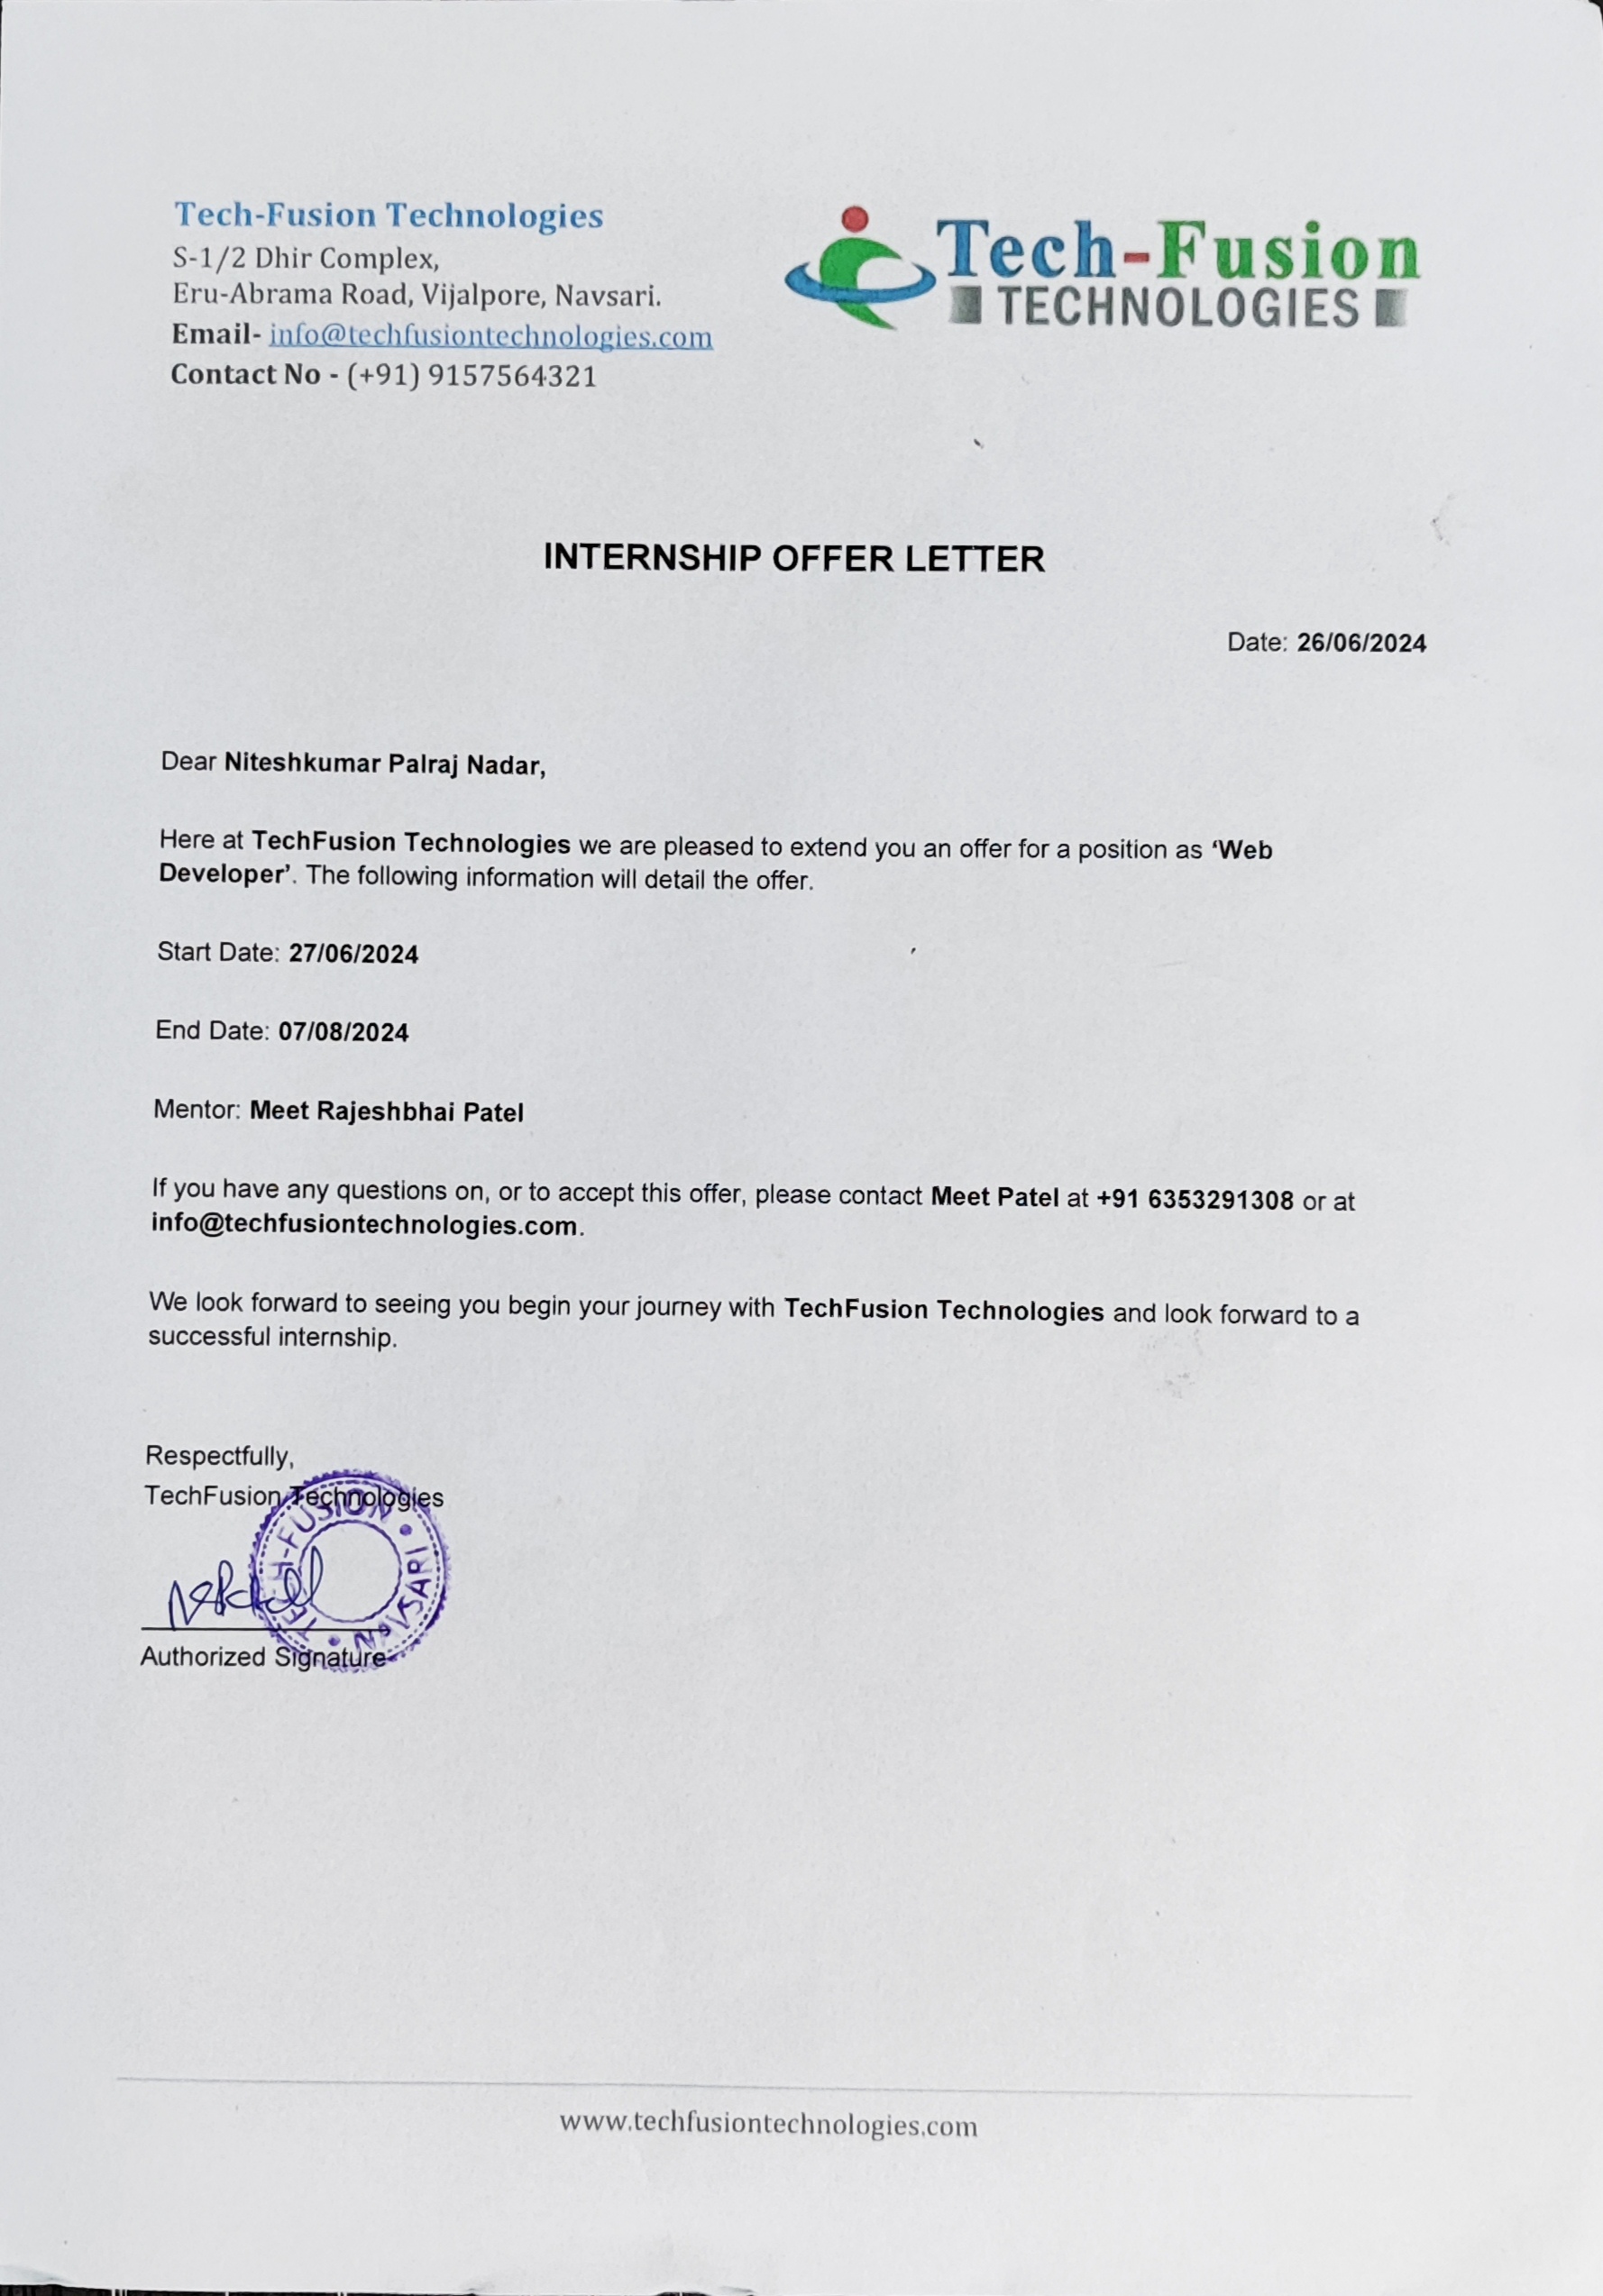 Tech-Fusion Technologies
S-1/2 Dhir Complex,
Eru-Abrama Road, Vijalpore, Navsari.
Email- info@techfusiontechnologies.com
Contact No - (+91) 9157564321
Tech-Fusion
TECHNOLOGIES
INTERNSHIP OFFER LETTER
Date: 26/06/2024
Dear Niteshkumar Palraj Nadar,
Here at TechFusion Technologies we are pleased to extend you an offer for a position as ‘Web
Developer’. The following information will detail the offer.
Start Date: 27/06/2024
End Date: 07/08/2024
Mentor: Meet Rajeshbhai Patel
If you have any questions on, or to accept this offer, please contact Meet Patel at +91 6353291308 or at
info@techfusiontechnologies.com.
We look forward to seeing you begin your journey with TechFusion Technologies and look forward to a
successful internship.
Respectfully,
TechFusion Technologies
TECH-FUSION • NAVSARI •
Authorized Signature
www.techfusiontechnologies.com